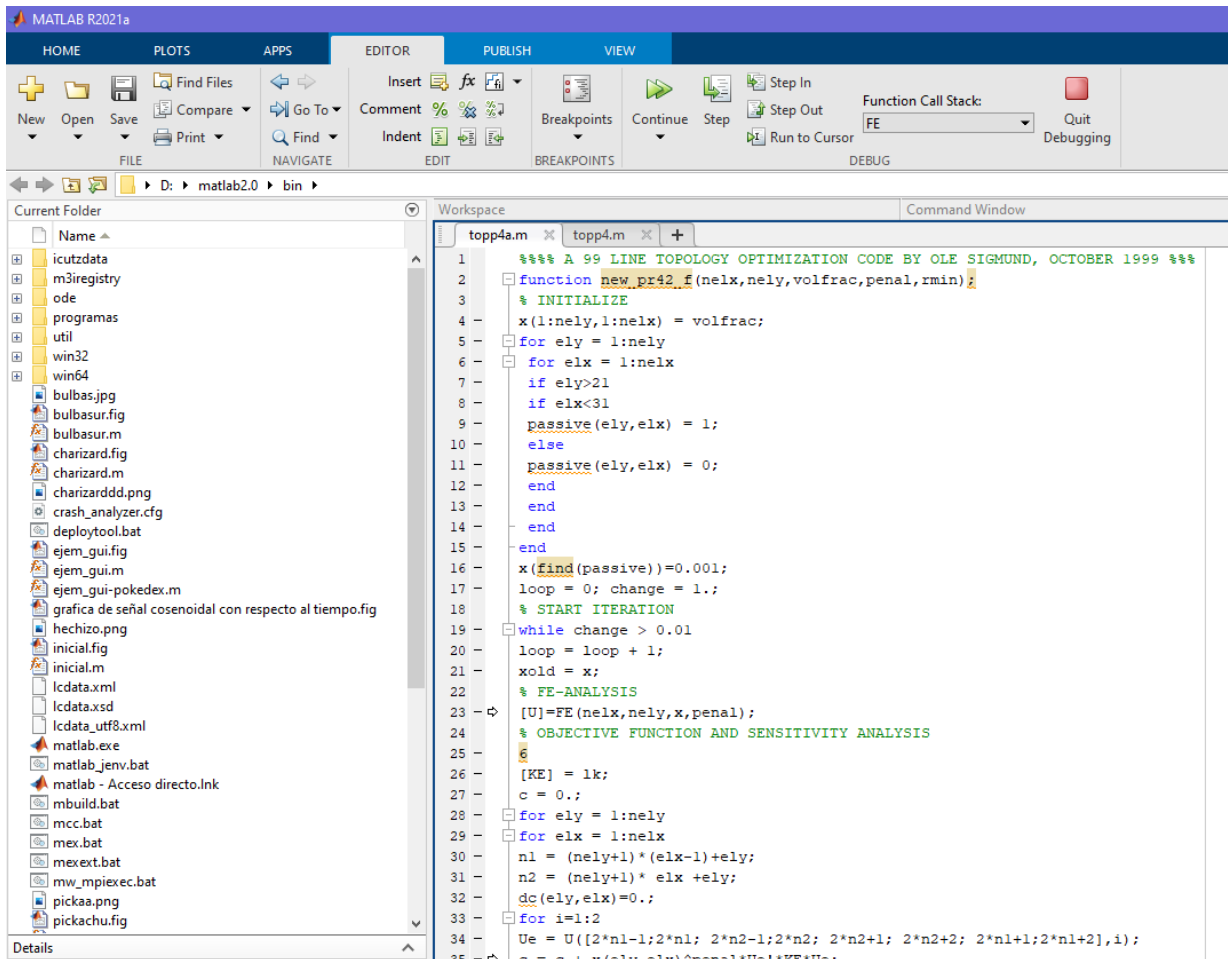 MATLAB R2021a
HOME PLOTS APPS EDITOR PUBLISH VIEW
New Open Save Find Files Compare Print
Go To Find
Insert fx
Comment
Indent
Breakpoints Continue Step
Step In
Step Out
Run to Cursor
Function Call Stack:
FE
Quit Debugging
FILE NAVIGATE EDIT BREAKPOINTS DEBUG
D: matlab2.0 bin
Current Folder
Name
icutzdata
m3iregistry
ode
programas
util
win32
win64
bulbas.jpg
bulbasur.fig
bulbasur.m
charizard.fig
charizard.m
charizarddd.png
crash_analyzer.cfg
deploytool.bat
ejem_gui.fig
ejem_gui.m
ejem_gui-pokedex.m
grafica de señal cosenoidal con respecto al tiempo.fig
hechizo.png
inicial.fig
inicial.m
lcdata.xml
lcdata.xsd
lcdata_utf8.xml
matlab.exe
matlab_jenv.bat
matlab - Acceso directo.lnk
mbuild.bat
mcc.bat
mex.bat
mexext.bat
mw_mpiexec.bat
pickaa.png
pickachu.fig
Details
Workspace
Command Window
topp4a.m topp4.m +
1 %%%% A 99 LINE TOPOLOGY OPTIMIZATION CODE BY OLE SIGMUND, OCTOBER 1999 %%%
2 function new_pr42_f(nelx,nely,volfrac,penal,rmin);
3 % INITIALIZE
4 x(1:nely,1:nelx) = volfrac;
5 for ely = 1:nely
6 for elx = 1:nelx
7 if ely>21
8 if elx<31
9 passive(ely,elx) = 1;
10 else
11 passive(ely,elx) = 0;
12 end
13 end
14 end
15 end
16 x(find(passive))=0.001;
17 loop = 0; change = 1.;
18 % START ITERATION
19 while change > 0.01
20 loop = loop + 1;
21 xold = x;
22 % FE-ANALYSIS
23 [U]=FE(nelx,nely,x,penal);
24 % OBJECTIVE FUNCTION AND SENSITIVITY ANALYSIS
25 6
26 [KE] = lk;
27 c = 0.;
28 for ely = 1:nely
29 for elx = 1:nelx
30 n1 = (nely+1)*(elx-1)+ely;
31 n2 = (nely+1)* elx +ely;
32 dc(ely,elx)=0.;
33 for i=1:2
34 Ue = U([2*n1-1;2*n1; 2*n2-1;2*n2; 2*n2+1; 2*n2+2; 2*n1+1;2*n1+2],i);
35 c = c + x(ely,elx)^penal*Ue'*KE*Ue;